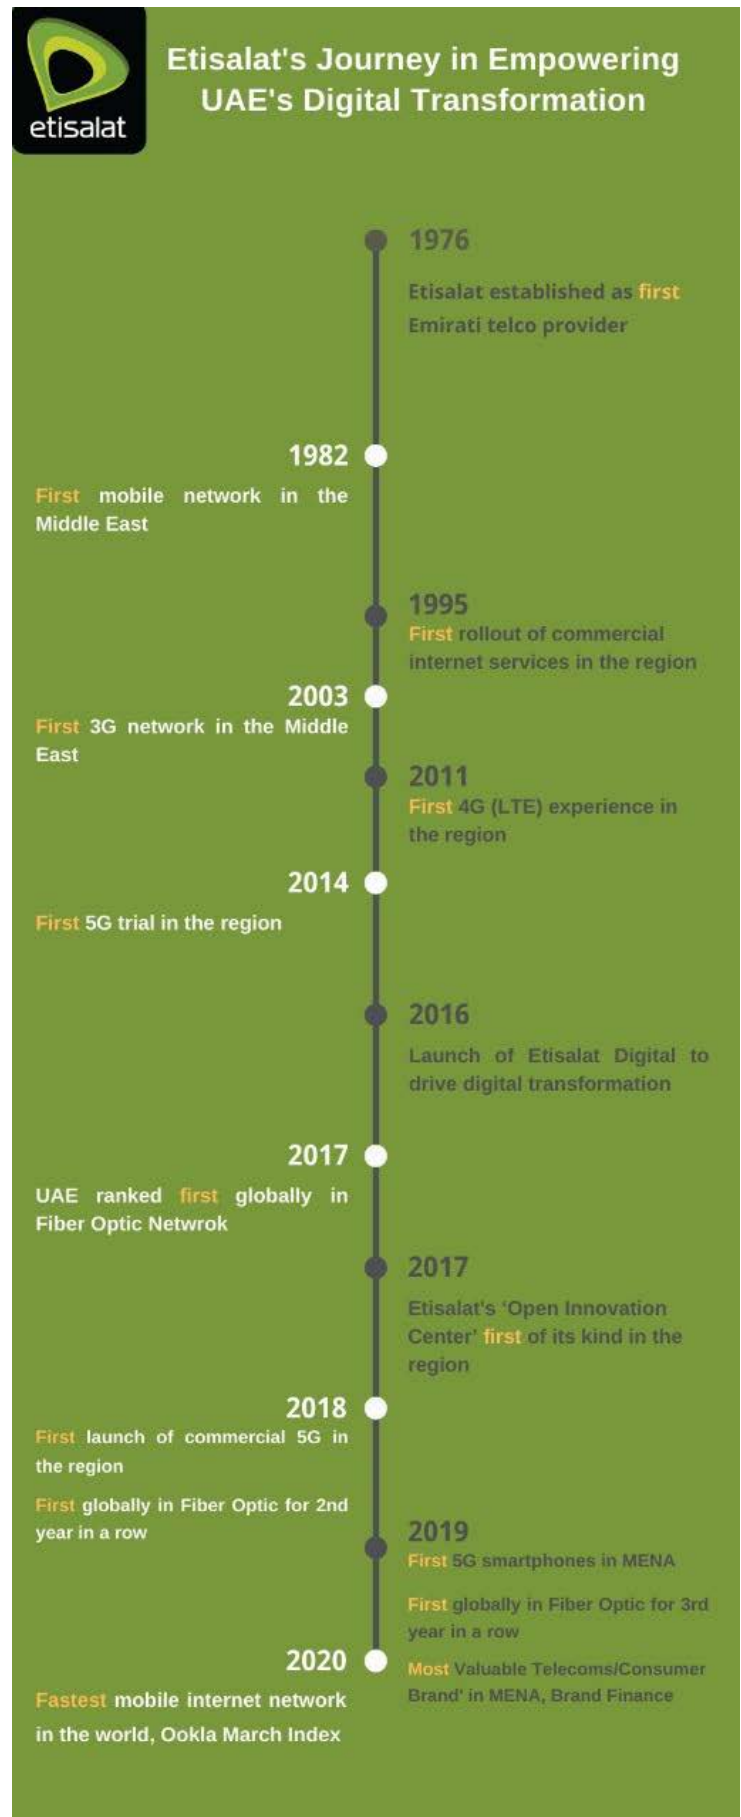 etisalat
Etisalat's Journey in Empowering
UAE's Digital Transformation
1976
Etisalat established as first
Emirati telco provider
1982
First mobile network in the
Middle East
1995
First rollout of commercial
internet services in the region
2003
First 3G network in the Middle
East
2011
First 4G (LTE) experience in
the region
2014
First 5G trial in the region
2016
Launch of Etisalat Digital to
drive digital transformation
2017
UAE ranked first globally in
Fiber Optic Netwrok
2017
Etisalat's 'Open Innovation
Center' first of its kind in the
region
2018
First launch of commercial 5G in
the region
First globally in Fiber Optic for 2nd
year in a row
2019
First 5G smartphones in MENA
First globally in Fiber Optic for 3rd
year in a row
Most Valuable Telecoms/Consumer
Brand' in MENA, Brand Finance
2020
Fastest mobile internet network
in the world, Ookla March Index